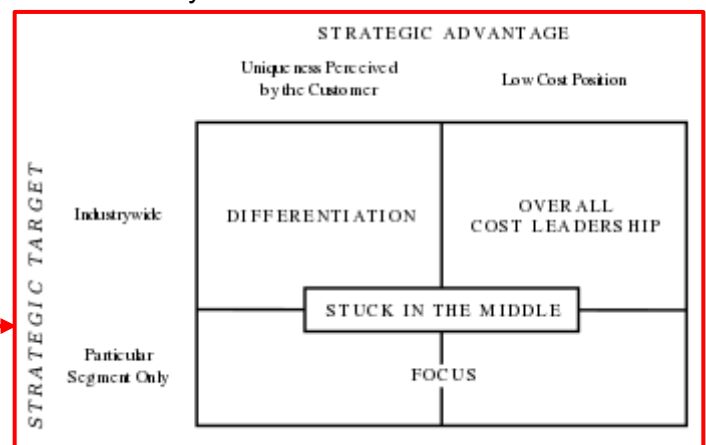 STRATEGIC ADVANTAGE
Uniqueness Perceived
by the Customer
Low Cost Position
STRATEGIC TARGET
Industrywide
DIFFERENTIATION
OVERALL
COST LEADERSHIP
STUCK IN THE MIDDLE
Particular
Segment Only
FOCUS